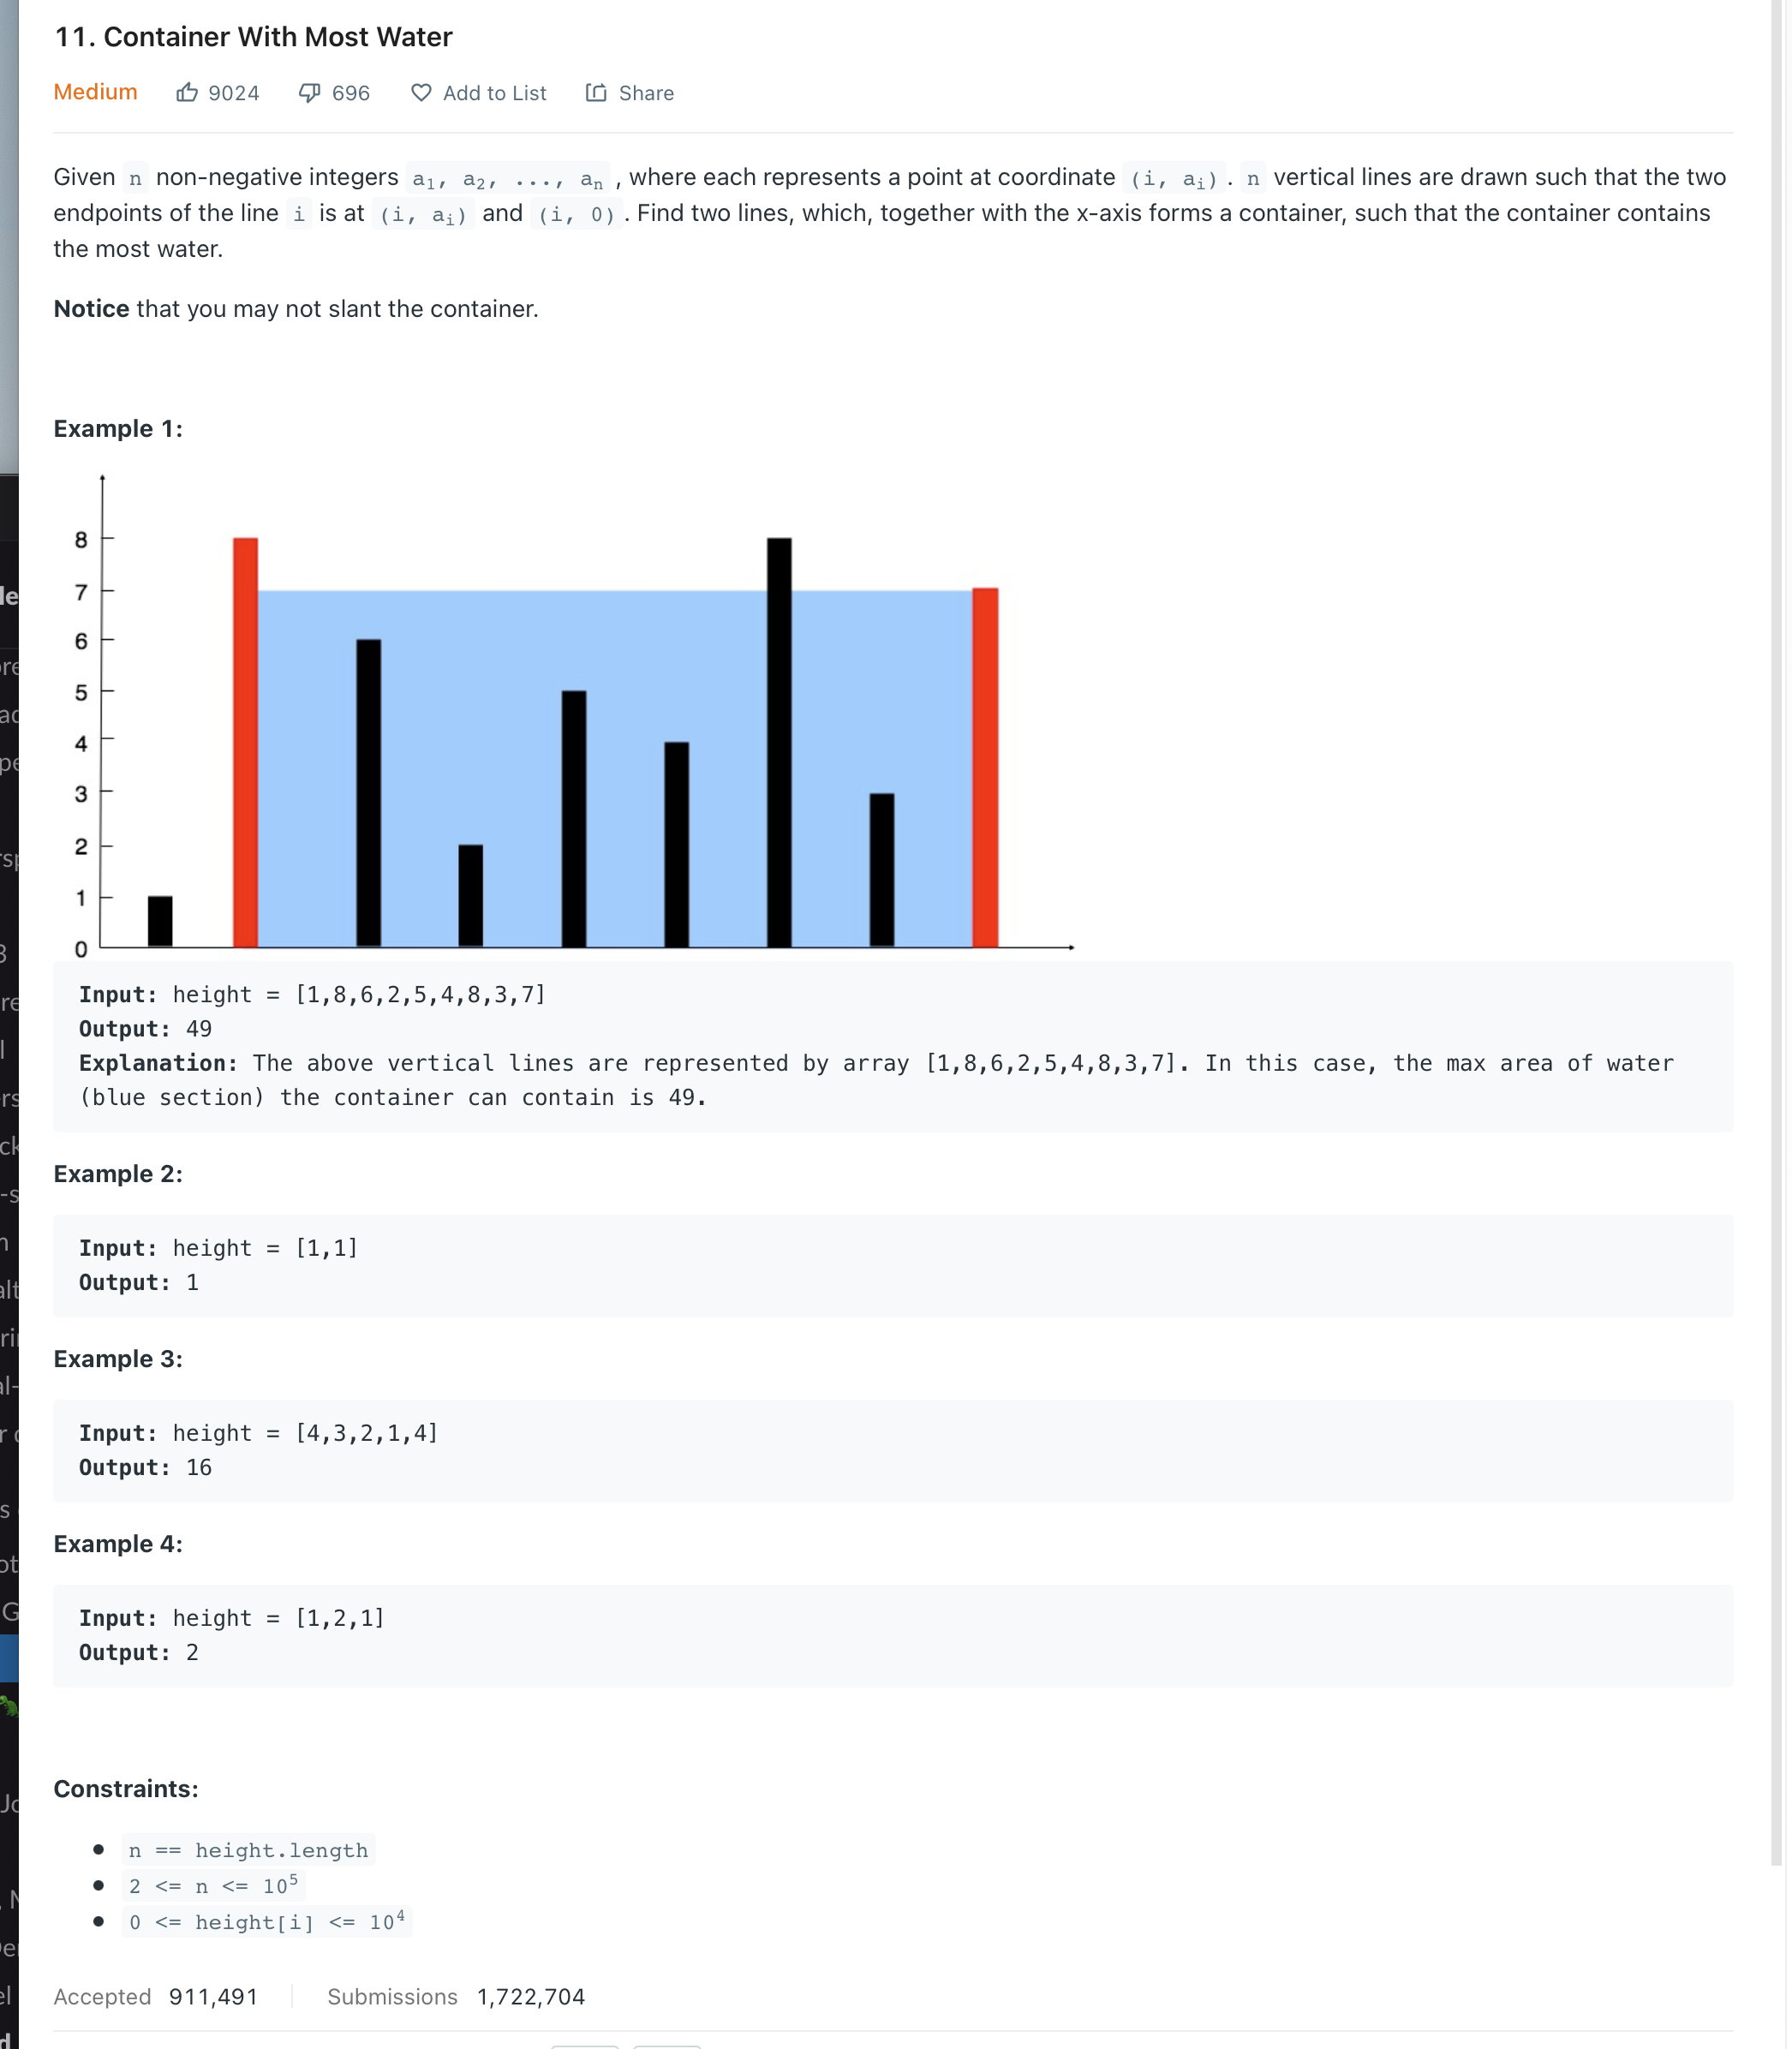 11. Container With Most Water
Medium 9024 696 Add to List Share
Given n non-negative integers a1, a2, ..., an , where each represents a point at coordinate (i, ai). n vertical lines are drawn such that the two
endpoints of the line i is at (i, ai) and (i, 0). Find two lines, which, together with the x-axis forms a container, such that the container contains
the most water.
Notice that you may not slant the container.
Example 1:
8
7
6
5
4
3
2
1
0
Input: height = [1,8,6,2,5,4,8,3,7]
Output: 49
Explanation: The above vertical lines are represented by array [1,8,6,2,5,4,8,3,7]. In this case, the max area of water
(blue section) the container can contain is 49.
Example 2:
Input: height = [1,1]
Output: 1
Example 3:
Input: height = [4,3,2,1,4]
Output: 16
Example 4:
Input: height = [1,2,1]
Output: 2
Constraints:
n == height.length
2 <= n <= 10^5
0 <= height[i] <= 10^4
Accepted 911,491 Submissions 1,722,704